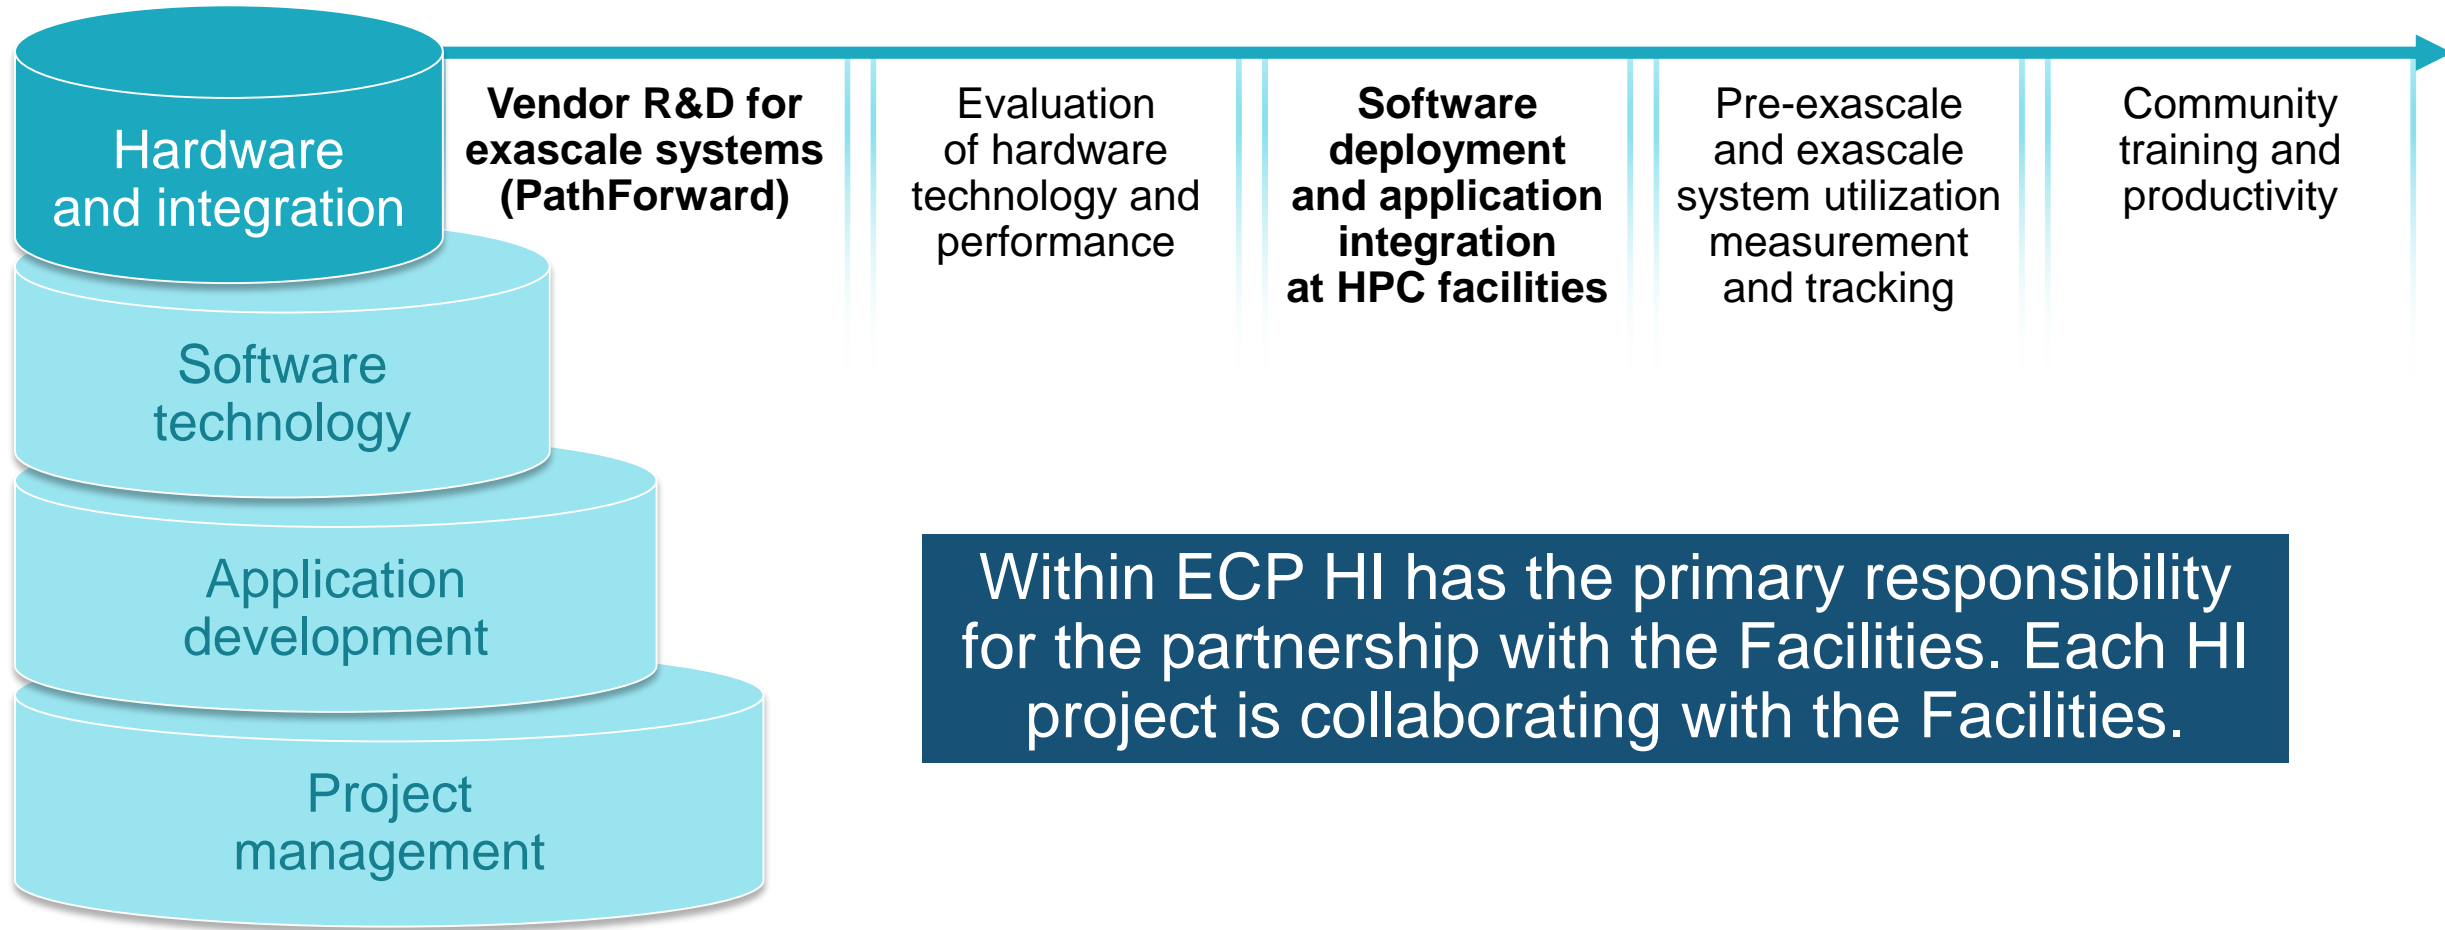 Hardware
and integration
Vendor R&D for
exascale systems
(PathForward)
Evaluation
of hardware
technology and
performance
Software
deployment
and application
integration
at HPC facilities
Pre-exascale
and exascale
system utilization
measurement
and tracking
Community
training and
productivity
Software
technology
Application
development
Project
management
Within ECP HI has the primary responsibility
for the partnership with the Facilities. Each HI
project is collaborating with the Facilities.